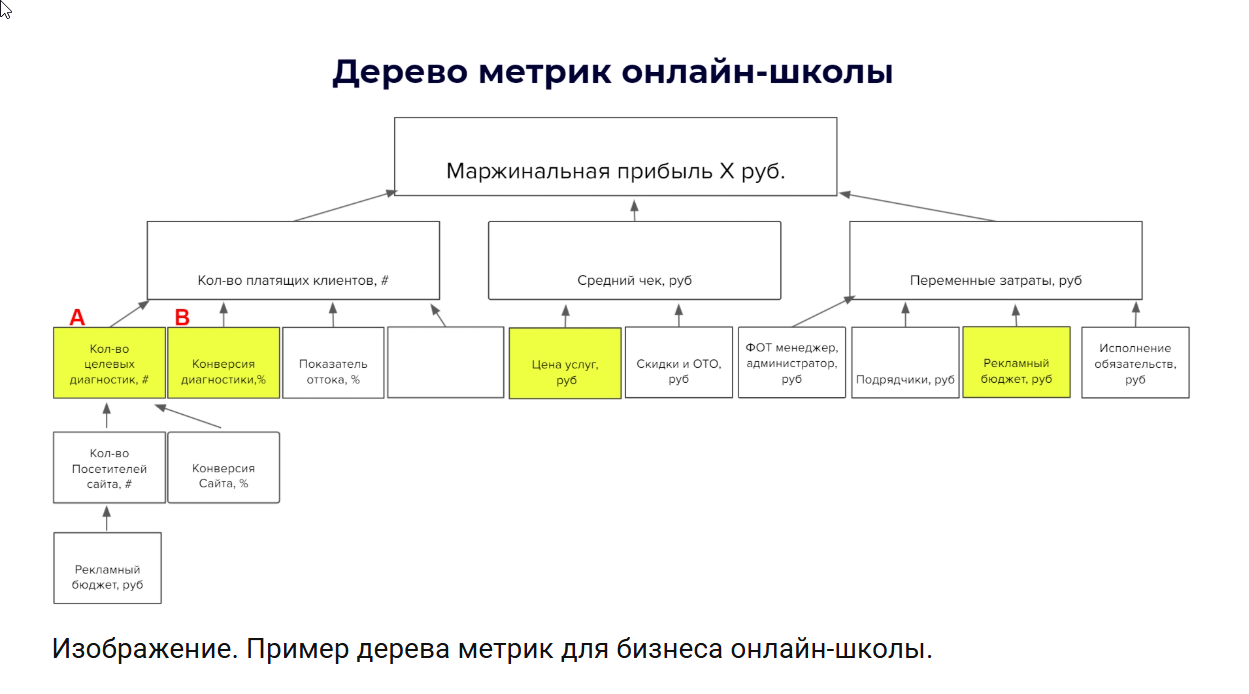 Дерево метрик онлайн-школы
Маржинальная прибыль X руб.
Кол-во платящих клиентов, #
Средний чек, руб
Переменные затраты, руб
A
B
Кол-во
целевых
диагностик, #
Конверсия
диагностики,%
Показатель
оттока, %
Цена услуг,
руб
Скидки и ОТО,
руб
ФОТ менеджер,
администратор,
руб
Подрядчики, руб
Рекламный
бюджет, руб
Исполнение
обязательств,
руб
Кол-во
Посетителей
сайта, #
Конверсия
Сайта, %
Рекламный
бюджет, руб
Изображение. Пример дерева метрик для бизнеса онлайн-школы.